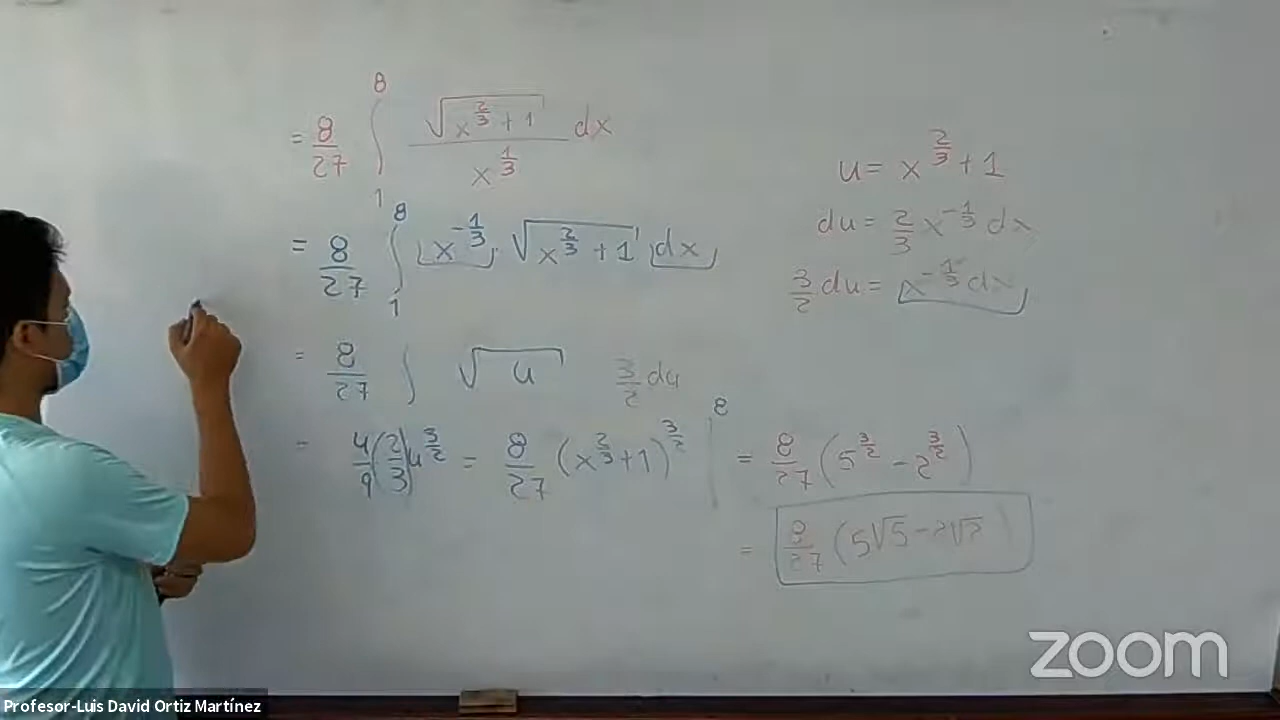 = 8/27 ∫₁⁸ √(x^(2/3) + 1) / x^(1/3) dx
= 8/27 ∫₁⁸ x^(-1/3) · √(x^(2/3) + 1) dx
= 8/27 ∫ √u 3/2 du
= 4/9 (2/3) u^(3/2) = 8/27 (x^(2/3) + 1)^(3/2) |⁸ = 8/27 (5^(3/2) - 2^(3/2))
= 8/27 (5√5 - 2√2
u = x^(2/3) + 1
du = 2/3 x^(-1/3) dx
3/2 du = x^(-1/3) dx
zoom
Profesor-Luis David Ortiz Martínez